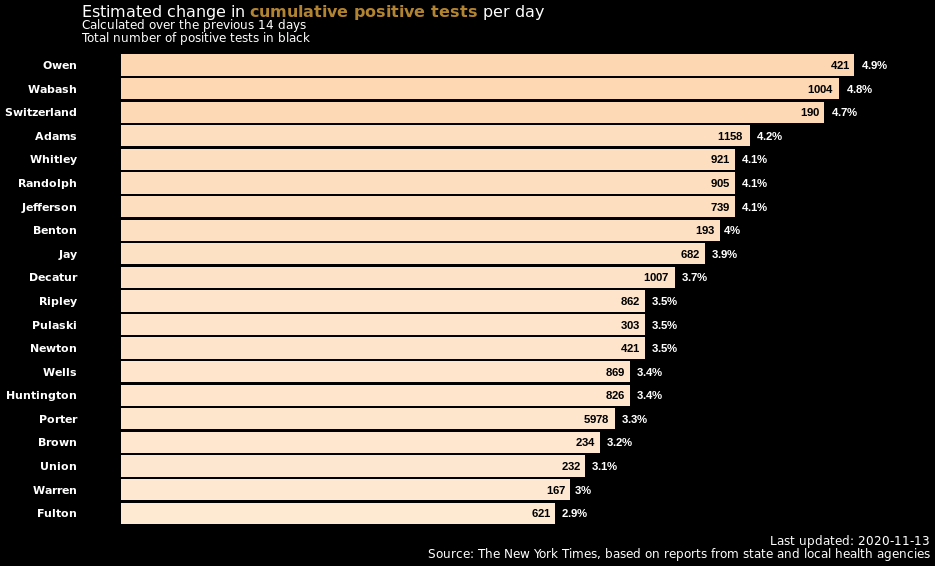 Estimated change in cumulative positive tests per day
Calculated over the previous 14 days
Total number of positive tests in black
Owen 421 4.9%
Wabash 1004 4.8%
Switzerland 190 4.7%
Adams 1158 4.2%
Whitley 921 4.1%
Randolph 905 4.1%
Jefferson 739 4.1%
Benton 193 4%
Jay 682 3.9%
Decatur 1007 3.7%
Ripley 862 3.5%
Pulaski 303 3.5%
Newton 421 3.5%
Wells 869 3.4%
Huntington 826 3.4%
Porter 5978 3.3%
Brown 234 3.2%
Union 232 3.1%
Warren 167 3%
Fulton 621 2.9%
Last updated: 2020-11-13
Source: The New York Times, based on reports from state and local health agencies